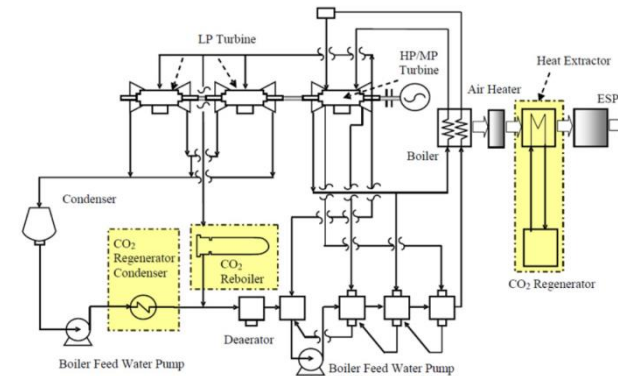 LP Turbine
HP/MP
Turbine
Heat Extractor
Air Heater
ESP
Boiler
Condenser
CO₂
Regenerator
Condenser
CO₂
Reboiler
CO₂ Regenerator
Deaerator
Boiler Feed Water Pump
Boiler Feed Water Pump